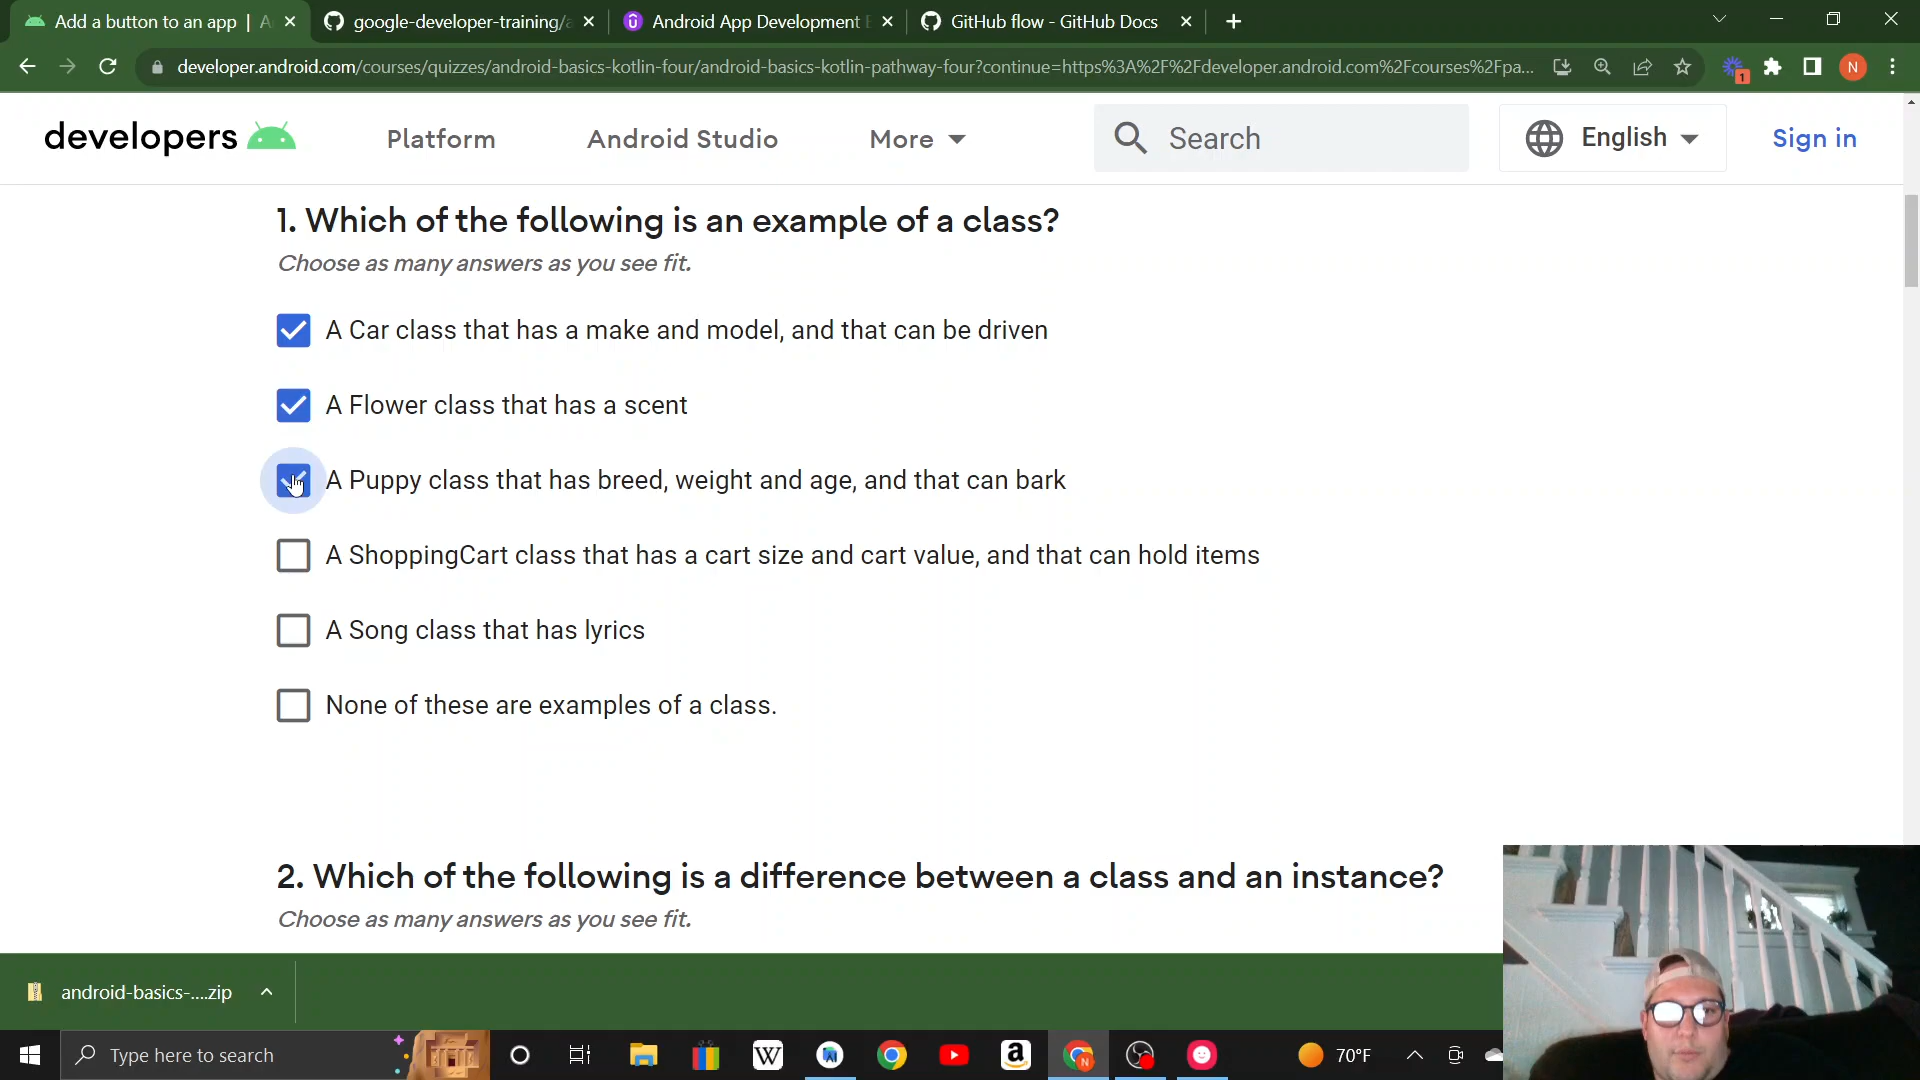 Add a button to an app | A
google-developer-training/a
Android App Development E
GitHub flow - GitHub Docs
developer.android.com/courses/quizzes/android-basics-kotlin-four/android-basics-kotlin-pathway-four?continue=https%3A%2F%2Fdeveloper.android.com%2Fcourses%2Fpa...
1
N
developers
Platform
Android Studio
More
Search
English
Sign in
1. Which of the following is an example of a class?
Choose as many answers as you see fit.
A Car class that has a make and model, and that can be driven
A Flower class that has a scent
A Puppy class that has breed, weight and age, and that can bark
A ShoppingCart class that has a cart size and cart value, and that can hold items
A Song class that has lyrics
None of these are examples of a class.
2. Which of the following is a difference between a class and an instance?
Choose as many answers as you see fit.
android-basics-....zip
Type here to search
W
a
N
70°F